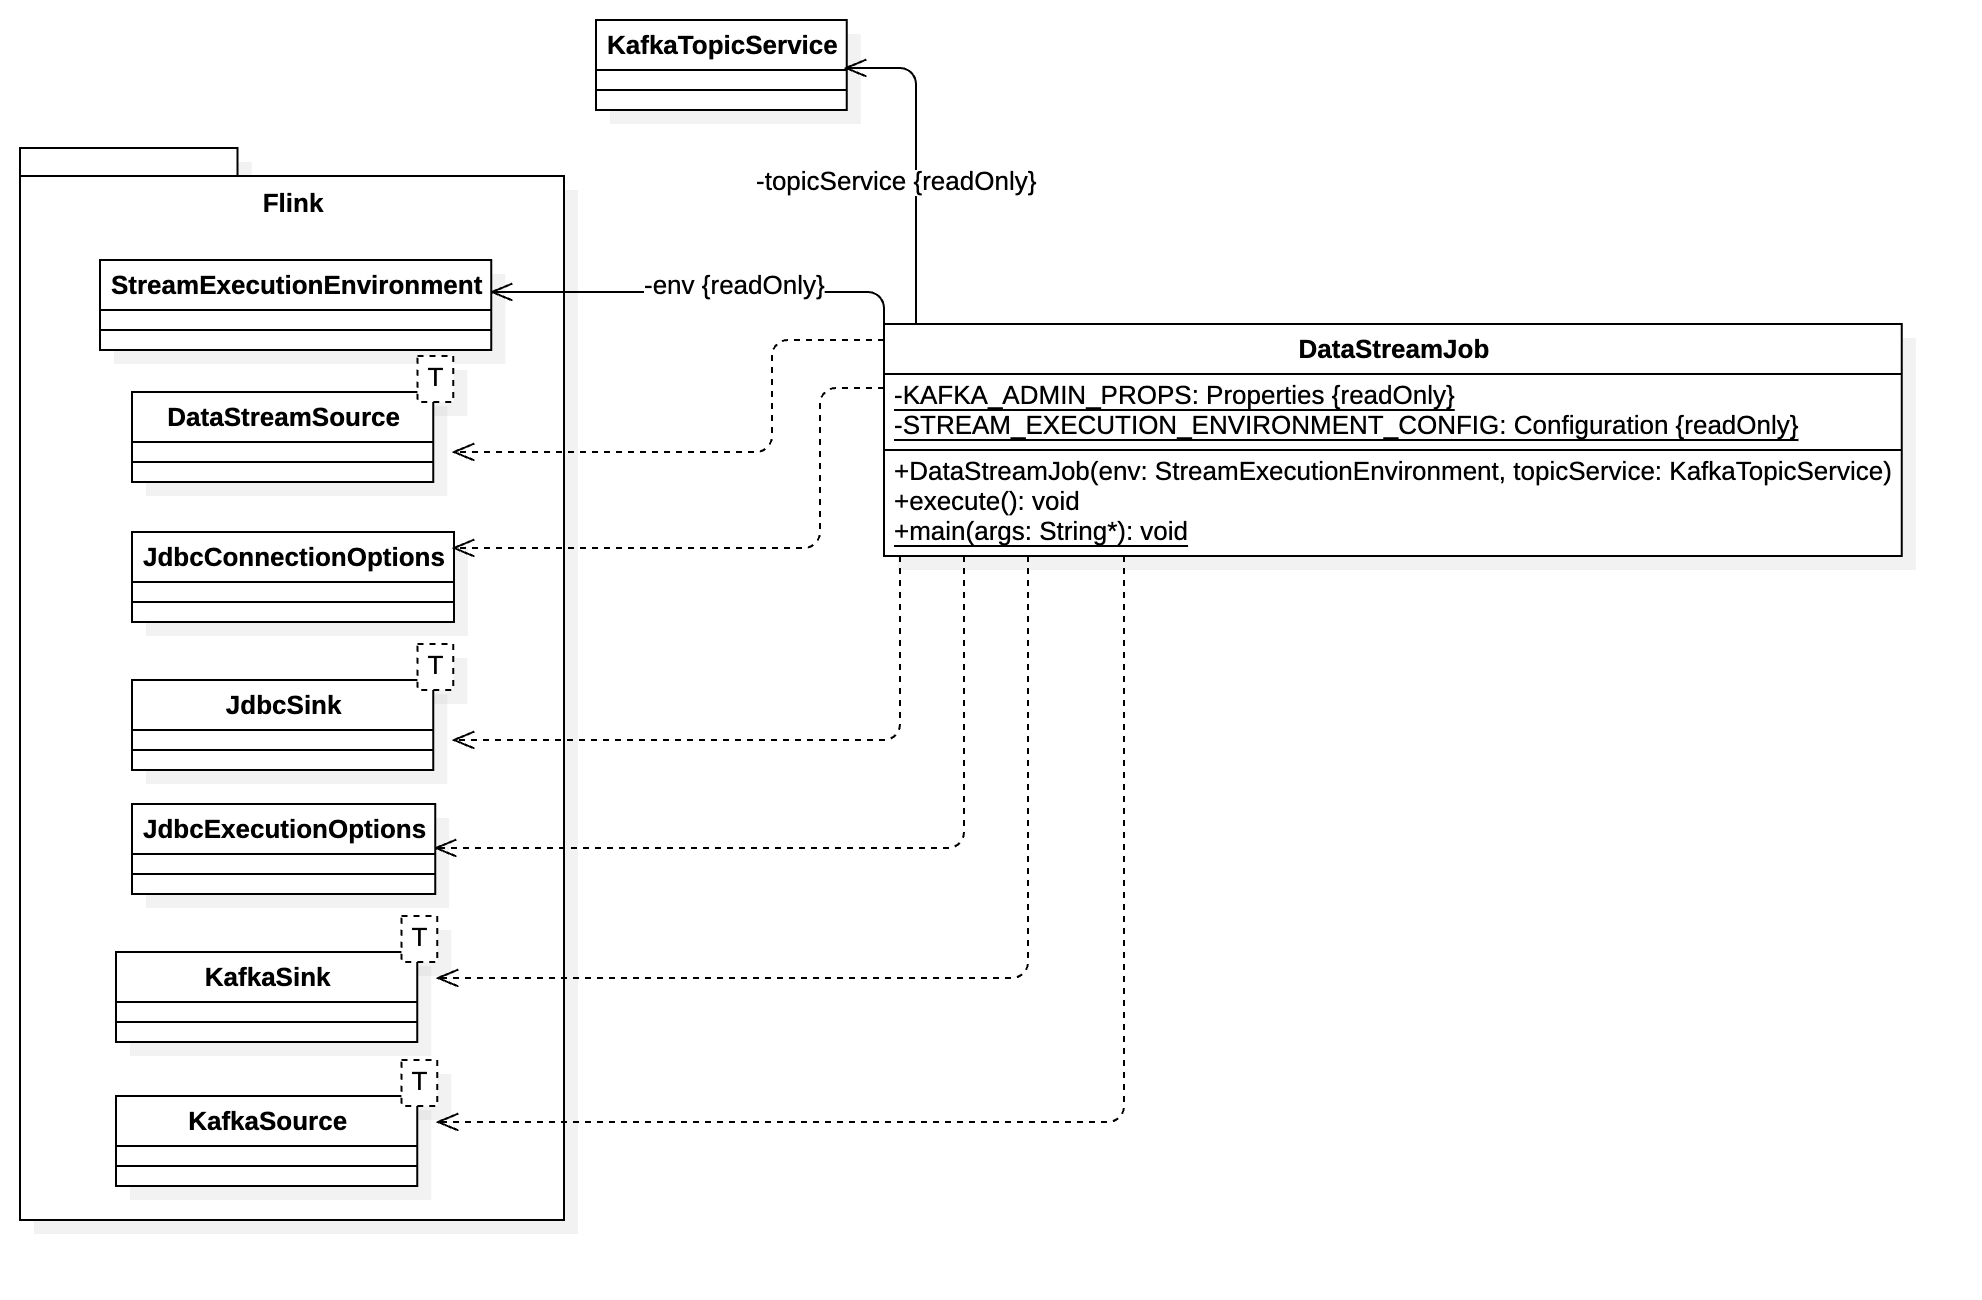 KafkaTopicService
-topicService {readOnly}
Flink
StreamExecutionEnvironment
-env {readOnly}
DataStreamJob
-KAFKA_ADMIN_PROPS: Properties {readOnly}
-STREAM_EXECUTION_ENVIRONMENT_CONFIG: Configuration {readOnly}
+DataStreamJob(env: StreamExecutionEnvironment, topicService: KafkaTopicService)
+execute(): void
+main(args: String*): void
T
DataStreamSource
JdbcConnectionOptions
T
JdbcSink
JdbcExecutionOptions
T
KafkaSink
T
KafkaSource